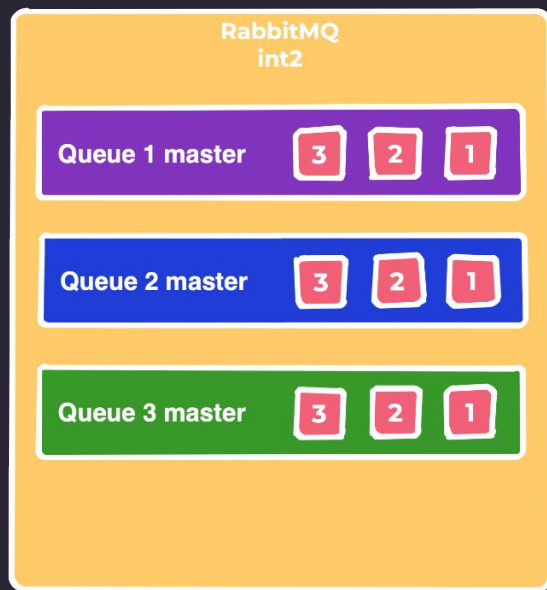 RabbitMQ
int2
Queue 1 master 3 2 1
Queue 2 master 3 2 1
Queue 3 master 3 2 1